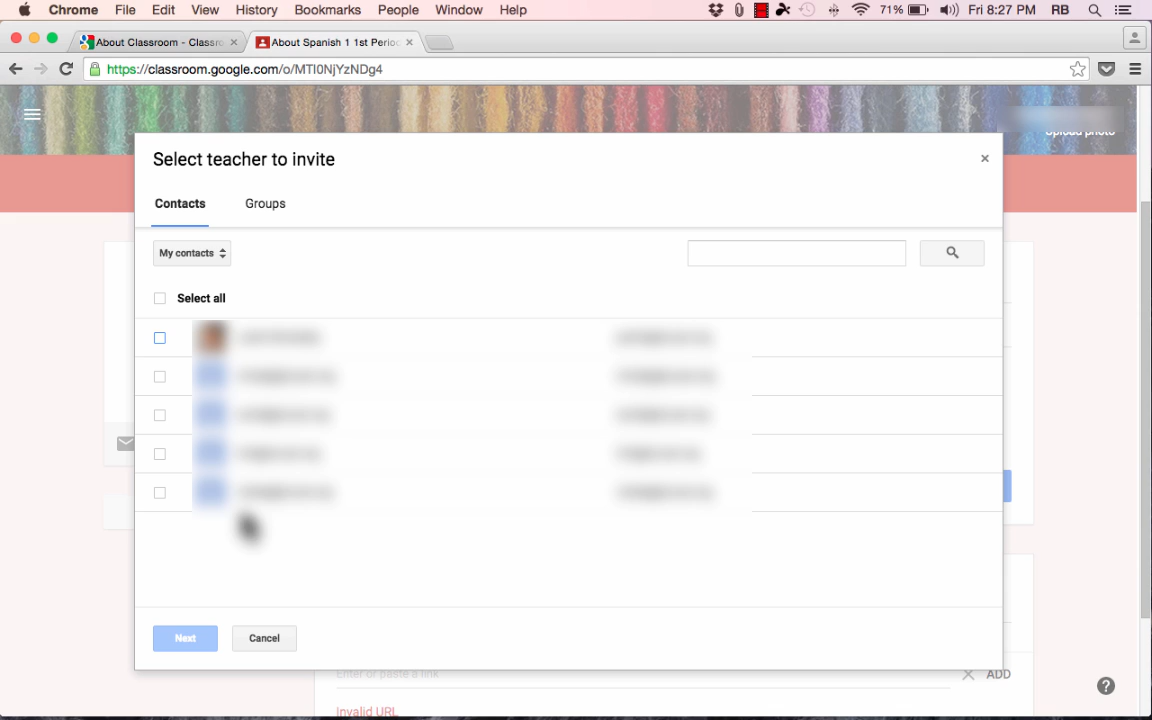 Chrome File Edit View History Bookmarks People Window Help 71% Fri 8:27 PM RB
About Classroom - Classro × About Spanish 1 1st Perio ×
https://classroom.google.com/o/MTI0NjYzNDg4
Upload photo
Select teacher to invite ×
Contacts Groups
My contacts
Select all
Next Cancel
Enter or paste a link ADD
Invalid URL